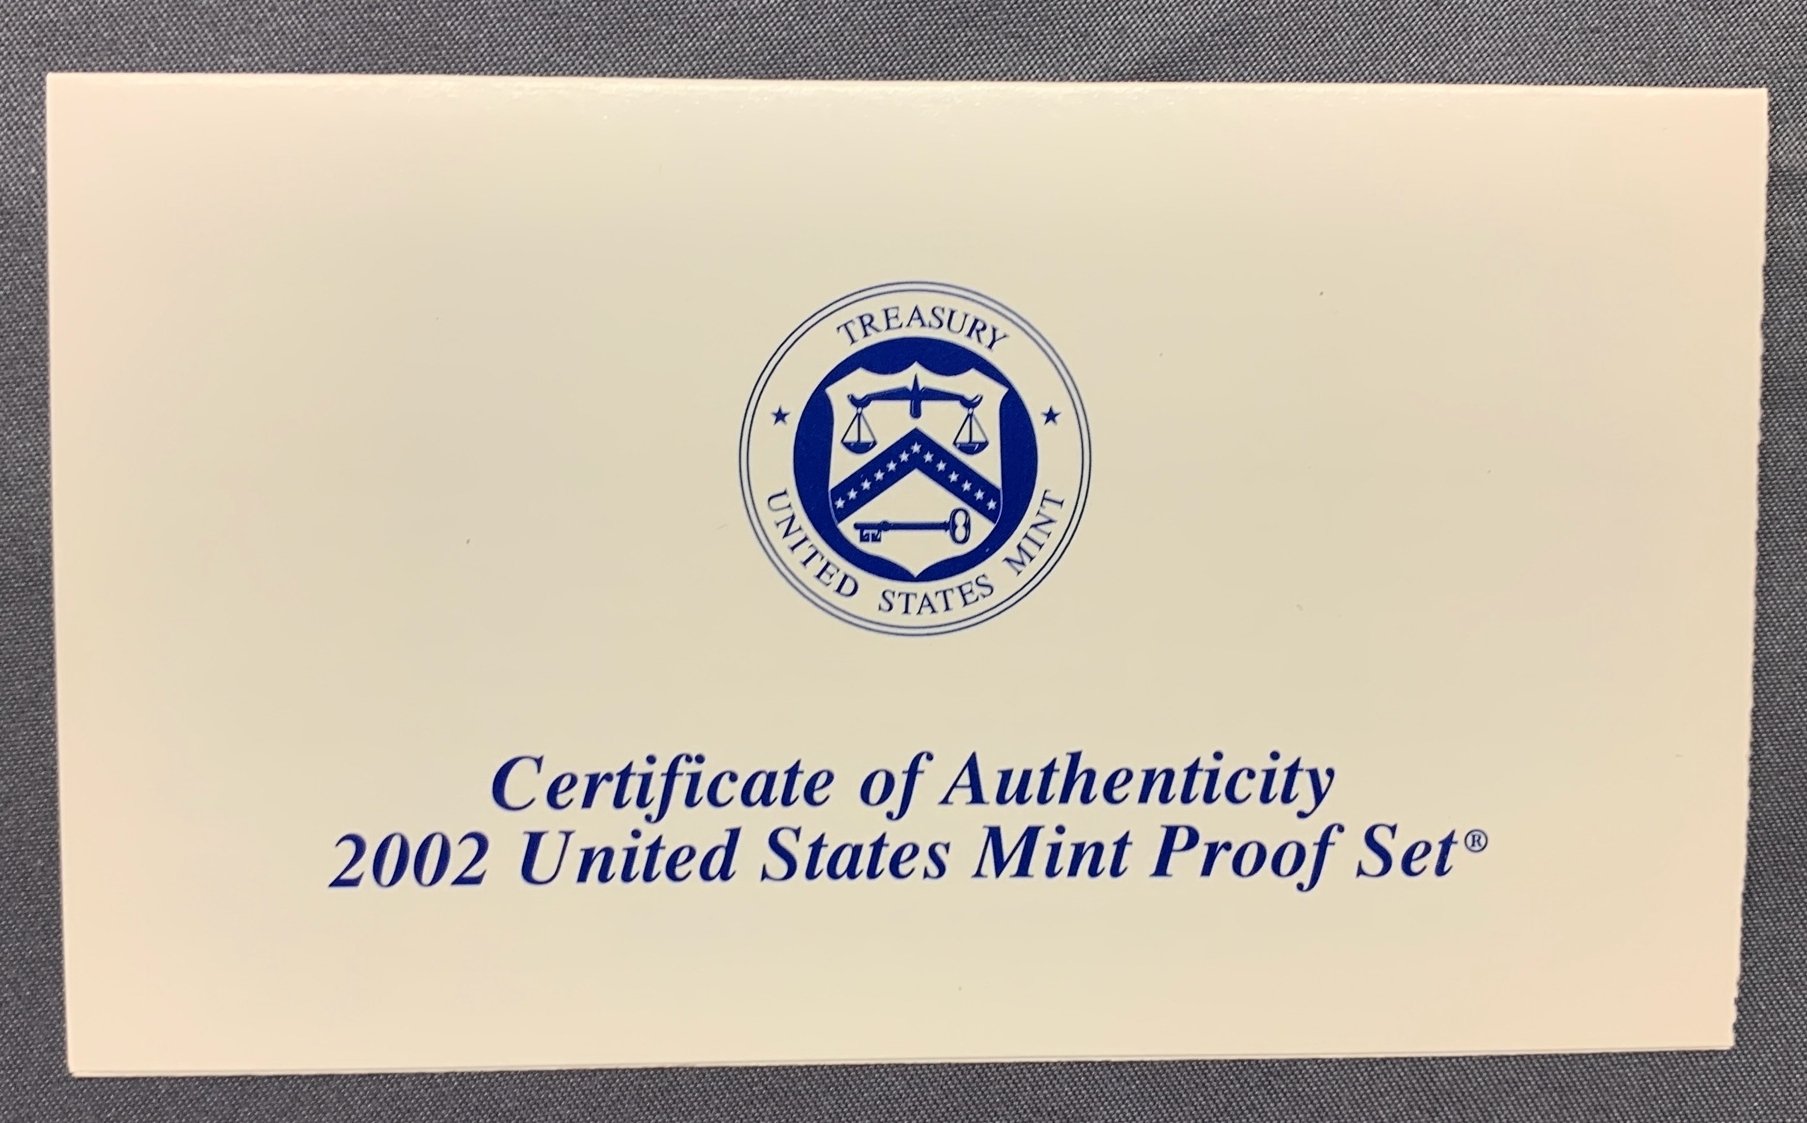 TREASURY
UNITED STATES MINT
Certificate of Authenticity
2002 United States Mint Proof Set®